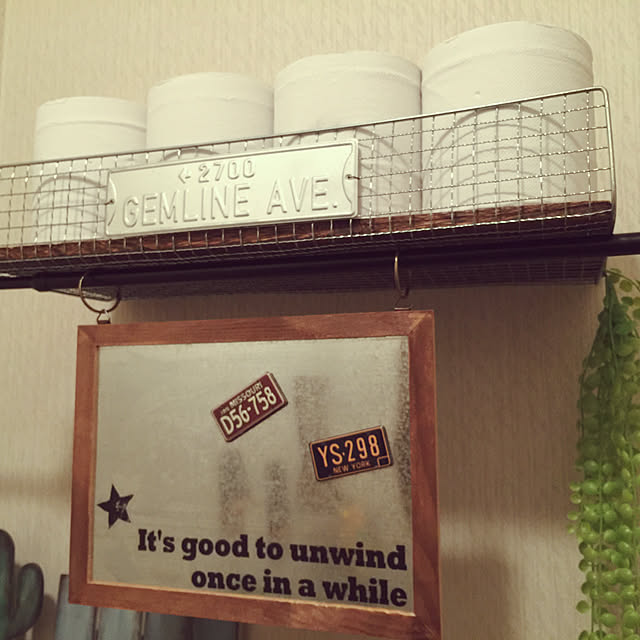 ← 2700
GEMLINE AVE.
MISSOURI
D56-758
YS-298
NEW YORK
It's good to unwind
once in a while